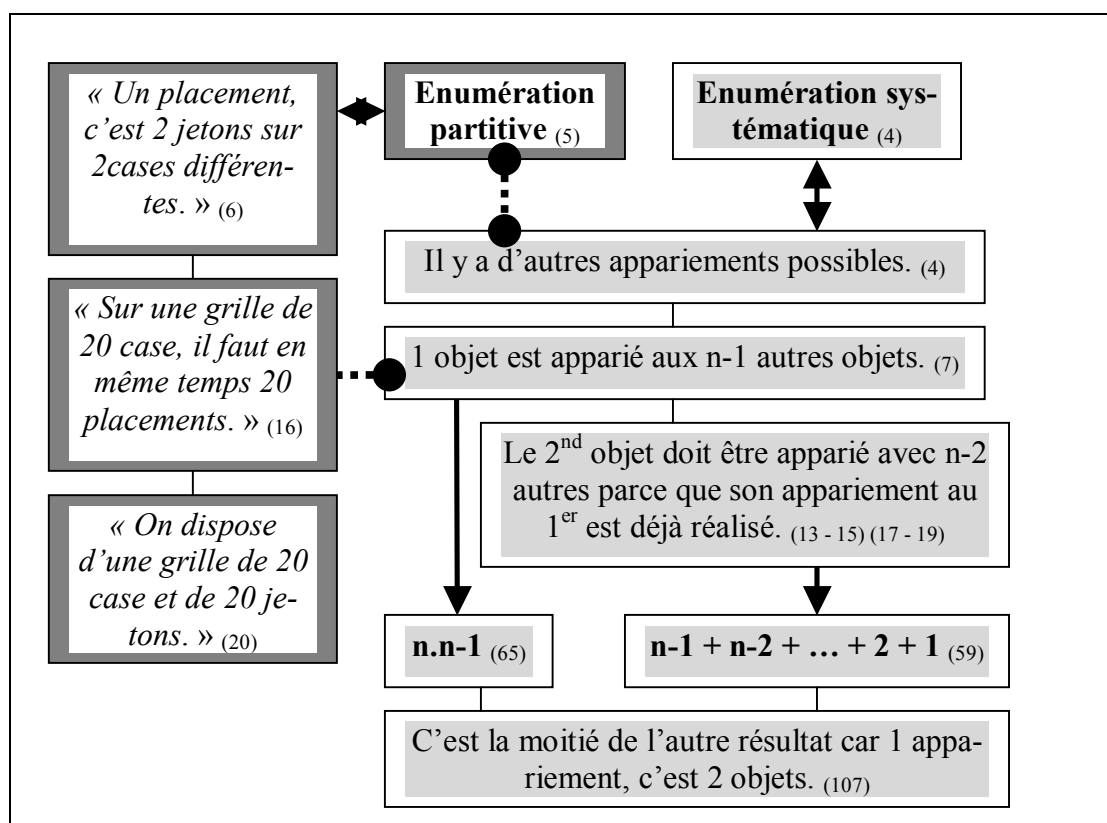 « Un placement,
c’est 2 jetons sur
2cases différen-
tes. » (6)
Enumération
partitive (5)
Enumération sys-
tématique (4)
Il y a d’autres appariements possibles. (4)
« Sur une grille de
20 case, il faut en
même temps 20
placements. » (16)
1 objet est apparié aux n-1 autres objets. (7)
Le 2nd objet doit être apparié avec n-2
autres parce que son appariement au
1er est déjà réalisé. (13 - 15) (17 - 19)
« On dispose
d’une grille de 20
case et de 20 je-
tons. » (20)
n.n-1 (65)
n-1 + n-2 + … + 2 + 1 (59)
C’est la moitié de l’autre résultat car 1 appa-
riement, c’est 2 objets. (107)